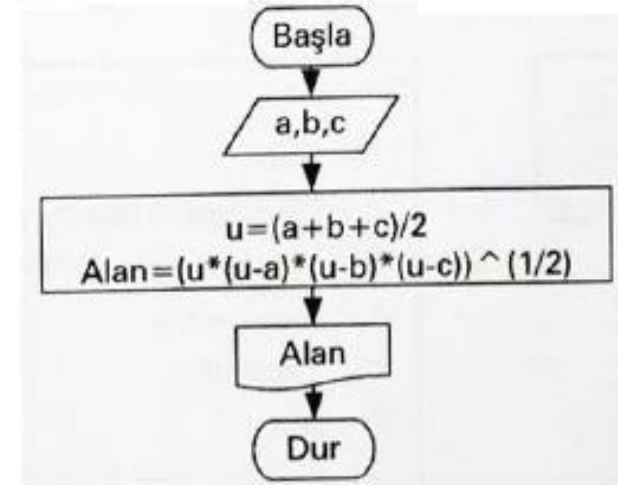 Başla
a,b,c
u=(a+b+c)/2
Alan=(u*(u-a)*(u-b)*(u-c))^(1/2)
Alan
Dur